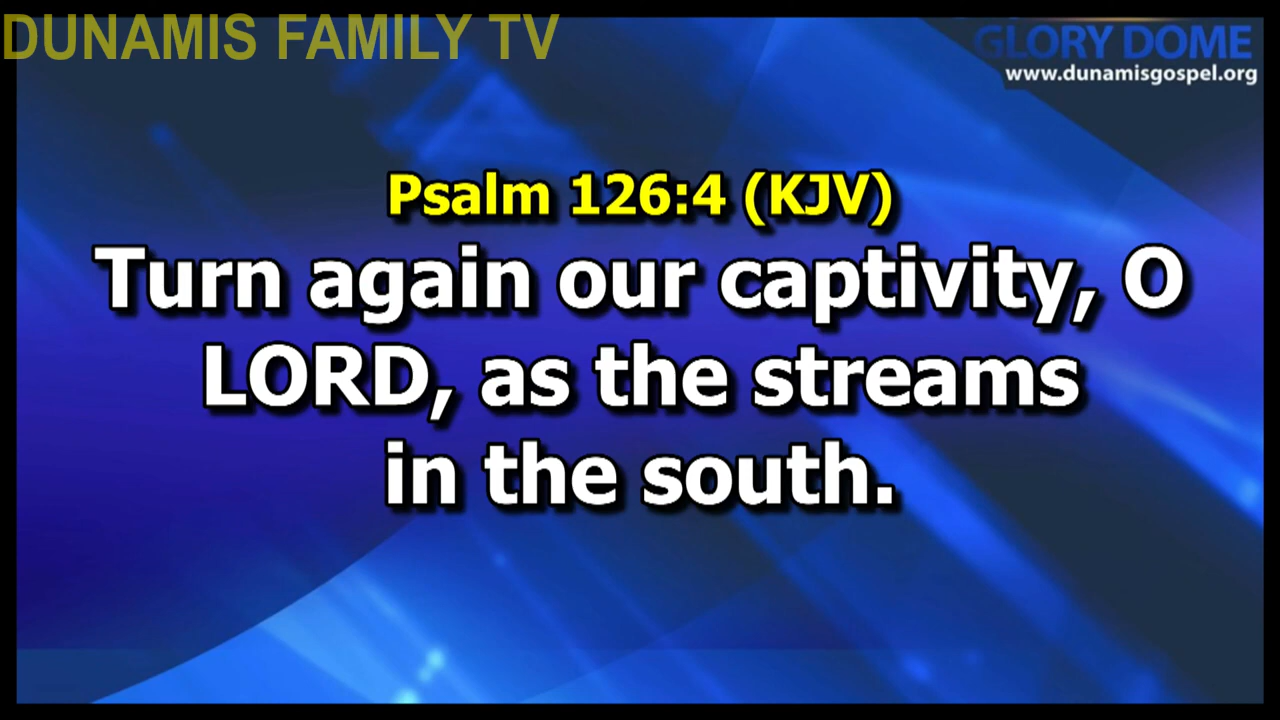 DUNAMIS FAMILY TV
GLORY DOME
www.dunamisgospel.org
Psalm 126:4 (KJV)
Turn again our captivity, O
LORD, as the streams
in the south.